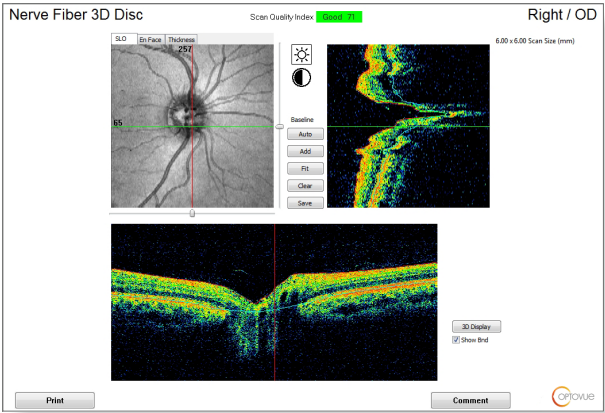 Nerve Fiber 3D Disc
Scan Quality Index Good 71
Right / OD
SLO En Face Thickness
6.00 x 6.00 Scan Size (mm)
257
65
Baseline
Auto
Add
Fit
Clear
Save
3D Display
Show Bnd
Print
Comment
OPTOVUE